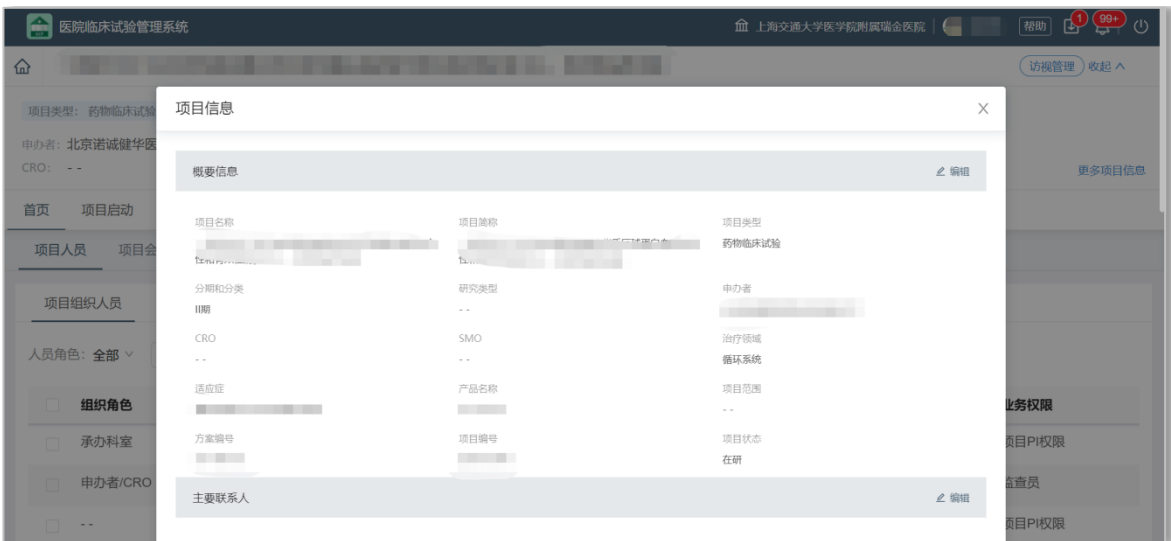 医院临床试验管理系统
上海交通大学医学院附属瑞金医院
帮助
1
99+
访视管理
收起
项目类型： 药物临床试验
申办者：北京诺诚健华医
CRO： - -
更多项目信息
首页 项目启动
项目人员 项目会
项目组织人员
人员角色：全部
组织角色
业务权限
承办科室
项目PI权限
申办者/CRO
监查员
- -
项目PI权限
项目信息
概要信息
编辑
项目名称 项目简称 项目类型
药物临床试验
分期和分类 研究类型 申办者
II期 - -
CRO SMO 治疗领域
- - - - 循环系统
适应症 产品名称 项目范围
- -
方案编号 项目编号 项目状态
在研
主要联系人
编辑